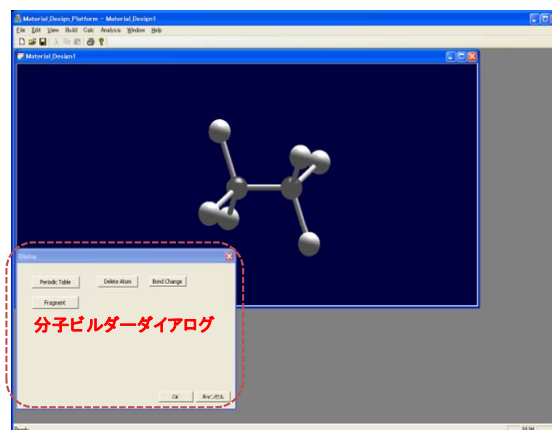 Material_Design_Platform - Material_Design1
File Edit View Build Calc Analysis Window Help
Material_Design1
Dialog
Periodic Table Delete Atom Bond Change
Fragment
分子ビルダーダイアログ
OK キャンセル
Ready